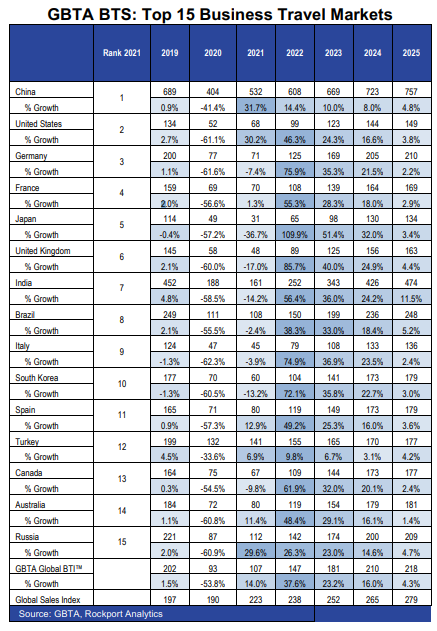 GBTA BTS: Top 15 Business Travel Markets
Rank 2021 2019 2020 2021 2022 2023 2024 2025
China 1 689 404 532 608 669 723 757
% Growth 0.9% -41.4% 31.7% 14.4% 10.0% 8.0% 4.8%
United States 2 134 52 68 99 123 144 149
% Growth 2.7% -61.1% 30.2% 46.3% 24.3% 16.6% 3.8%
Germany 3 200 77 71 125 169 205 210
% Growth 1.1% -61.6% -7.4% 75.9% 35.3% 21.5% 2.2%
France 4 159 69 70 108 139 164 169
% Growth 2.0% -56.6% 1.3% 55.3% 28.3% 18.0% 2.9%
Japan 5 114 49 31 65 98 130 134
% Growth -0.4% -57.2% -36.7% 109.9% 51.4% 32.0% 3.4%
United Kingdom 6 145 58 48 89 125 156 163
% Growth 2.1% -60.0% -17.0% 85.7% 40.0% 24.9% 4.4%
India 7 452 188 161 252 343 426 474
% Growth 4.8% -58.5% -14.2% 56.4% 36.0% 24.2% 11.5%
Brazil 8 249 111 108 150 199 236 248
% Growth 2.1% -55.5% -2.4% 38.3% 33.0% 18.4% 5.2%
Italy 9 124 47 45 79 108 133 136
% Growth -1.3% -62.3% -3.9% 74.9% 36.9% 23.5% 2.4%
South Korea 10 177 70 60 104 141 173 179
% Growth -1.3% -60.5% -13.2% 72.1% 35.8% 22.7% 3.0%
Spain 11 165 71 80 119 149 173 179
% Growth 0.9% -57.3% 12.9% 49.2% 25.3% 16.0% 3.6%
Turkey 12 199 132 141 155 165 170 177
% Growth 4.5% -33.6% 6.9% 9.8% 6.7% 3.1% 4.2%
Canada 13 164 75 67 109 144 173 177
% Growth 0.3% -54.5% -9.8% 61.9% 32.0% 20.1% 2.4%
Australia 14 184 72 80 119 154 179 181
% Growth 1.1% -60.8% 11.4% 48.4% 29.1% 16.1% 1.4%
Russia 15 221 87 112 142 174 200 209
% Growth 2.0% -60.9% 29.6% 26.3% 23.0% 14.6% 4.7%
GBTA Global BTI™ 202 93 107 147 181 210 218
% Growth 1.5% -53.8% 14.0% 37.6% 23.2% 16.0% 4.3%
Global Sales Index 197 190 223 238 252 265 279
Source: GBTA, Rockport Analytics